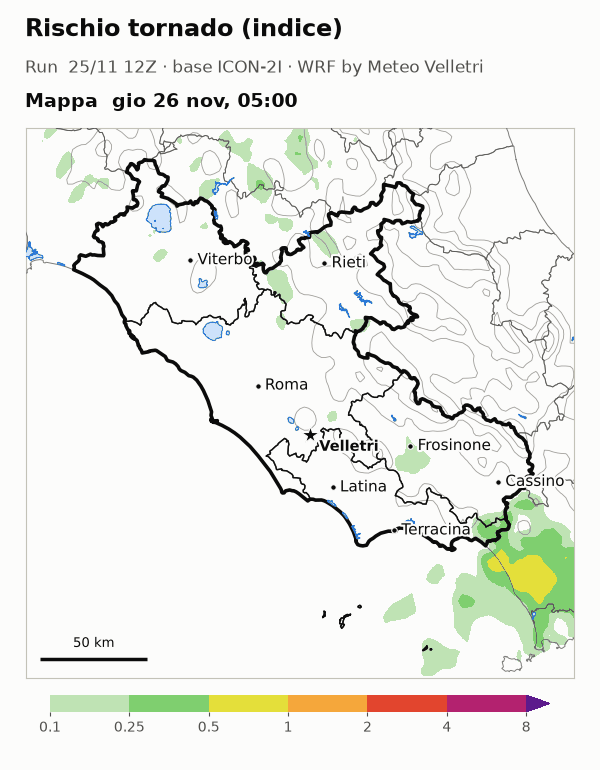 Rischio tornado (indice)
Run  25/11 12Z · base ICON-2I · WRF by Meteo Velletri
Mappa  gio 26 nov, 05:00
Viterbo
Rieti
Roma
Velletri
Frosinone
Latina
Cassino
Terracina
50 km
0.1 0.25 0.5 1 2 4 8